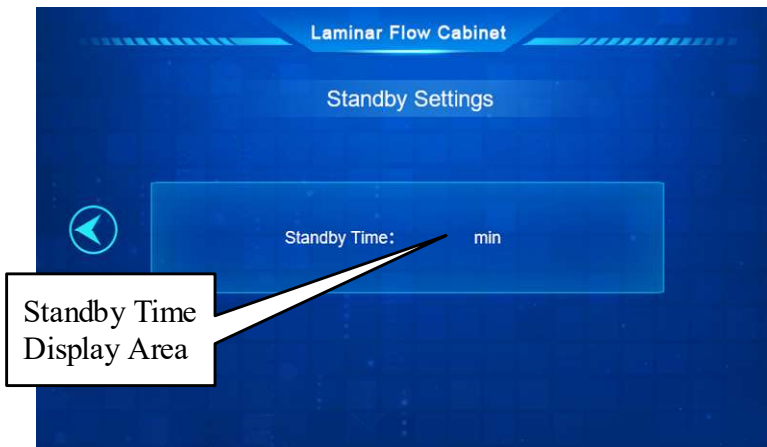 Laminar Flow Cabinet
Standby Settings
Standby Time: min
Standby Time
Display Area